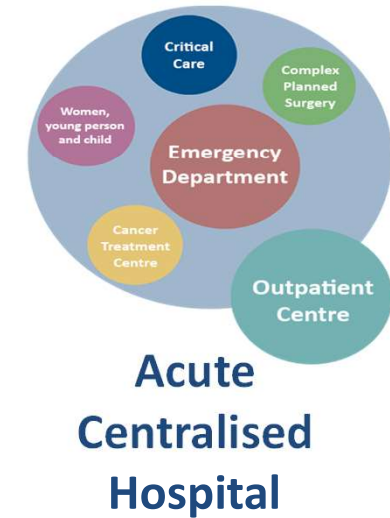 Critical
Care
Complex
Planned
Surgery
Women,
young person
and child
Emergency
Department
Cancer
Treatment
Centre
Outpatient
Centre
Acute
Centralised
Hospital